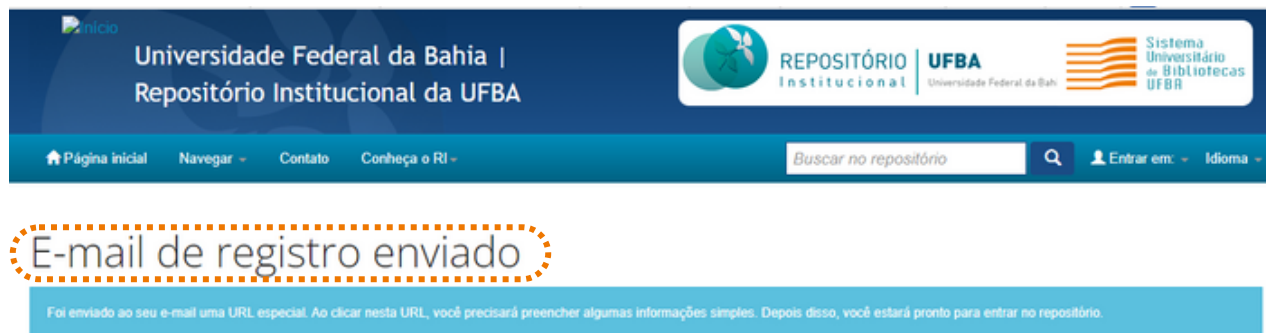 Início
Universidade Federal da Bahia |
Repositório Institucional da UFBA
REPOSITÓRIO
Institucional
UFBA
Universidade Federal da Bah
Sistema
Universitário
de Bibliotecas
UFBA
Página inicial Navegar Contato Conheça o RI Buscar no repositório Entrar em: Idioma
E-mail de registro enviado
Foi enviado ao seu e-mail uma URL especial. Ao clicar nesta URL, você precisará preencher algumas informações simples. Depois disso, você estará pronto para entrar no repositório.